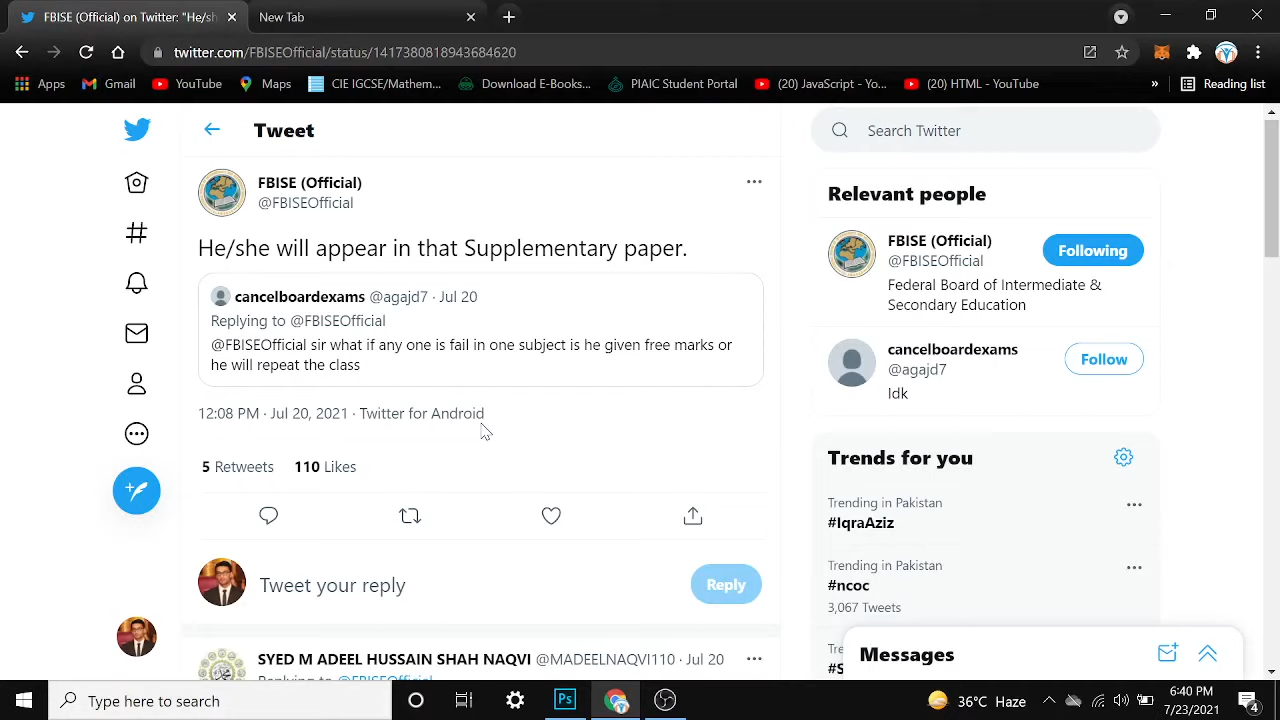 FBISE (Official) on Twitter: "He/sh
New Tab
twitter.com/FBISEOfficial/status/1417380818943684620
Apps
Gmail
YouTube
Maps
CIE IGCSE/Mathem...
Download E-Books...
PIAIC Student Portal
(20) JavaScript - Yo...
(20) HTML - YouTube
»
Reading list
Tweet
FBISE (Official)
@FBISEOfficial
He/she will appear in that Supplementary paper.
cancelboardexams @agajd7 · Jul 20
Replying to @FBISEOfficial
@FBISEOfficial sir what if any one is fail in one subject is he given free marks or
he will repeat the class
12:08 PM · Jul 20, 2021 · Twitter for Android
5 Retweets 110 Likes
Tweet your reply
Reply
SYED M ADEEL HUSSAIN SHAH NAQVI @MADEELNAQVI110 · Jul 20
Replying to @FBISEOfficial
Search Twitter
Relevant people
FBISE (Official)
@FBISEOfficial
Following
Federal Board of Intermediate &
Secondary Education
cancelboardexams
@agajd7
Follow
Idk
Trends for you
Trending in Pakistan
#IqraAziz
Trending in Pakistan
#ncoc
3,067 Tweets
Messages
Type here to search
Ps
36°C Haze
6:40 PM
7/23/2021
4